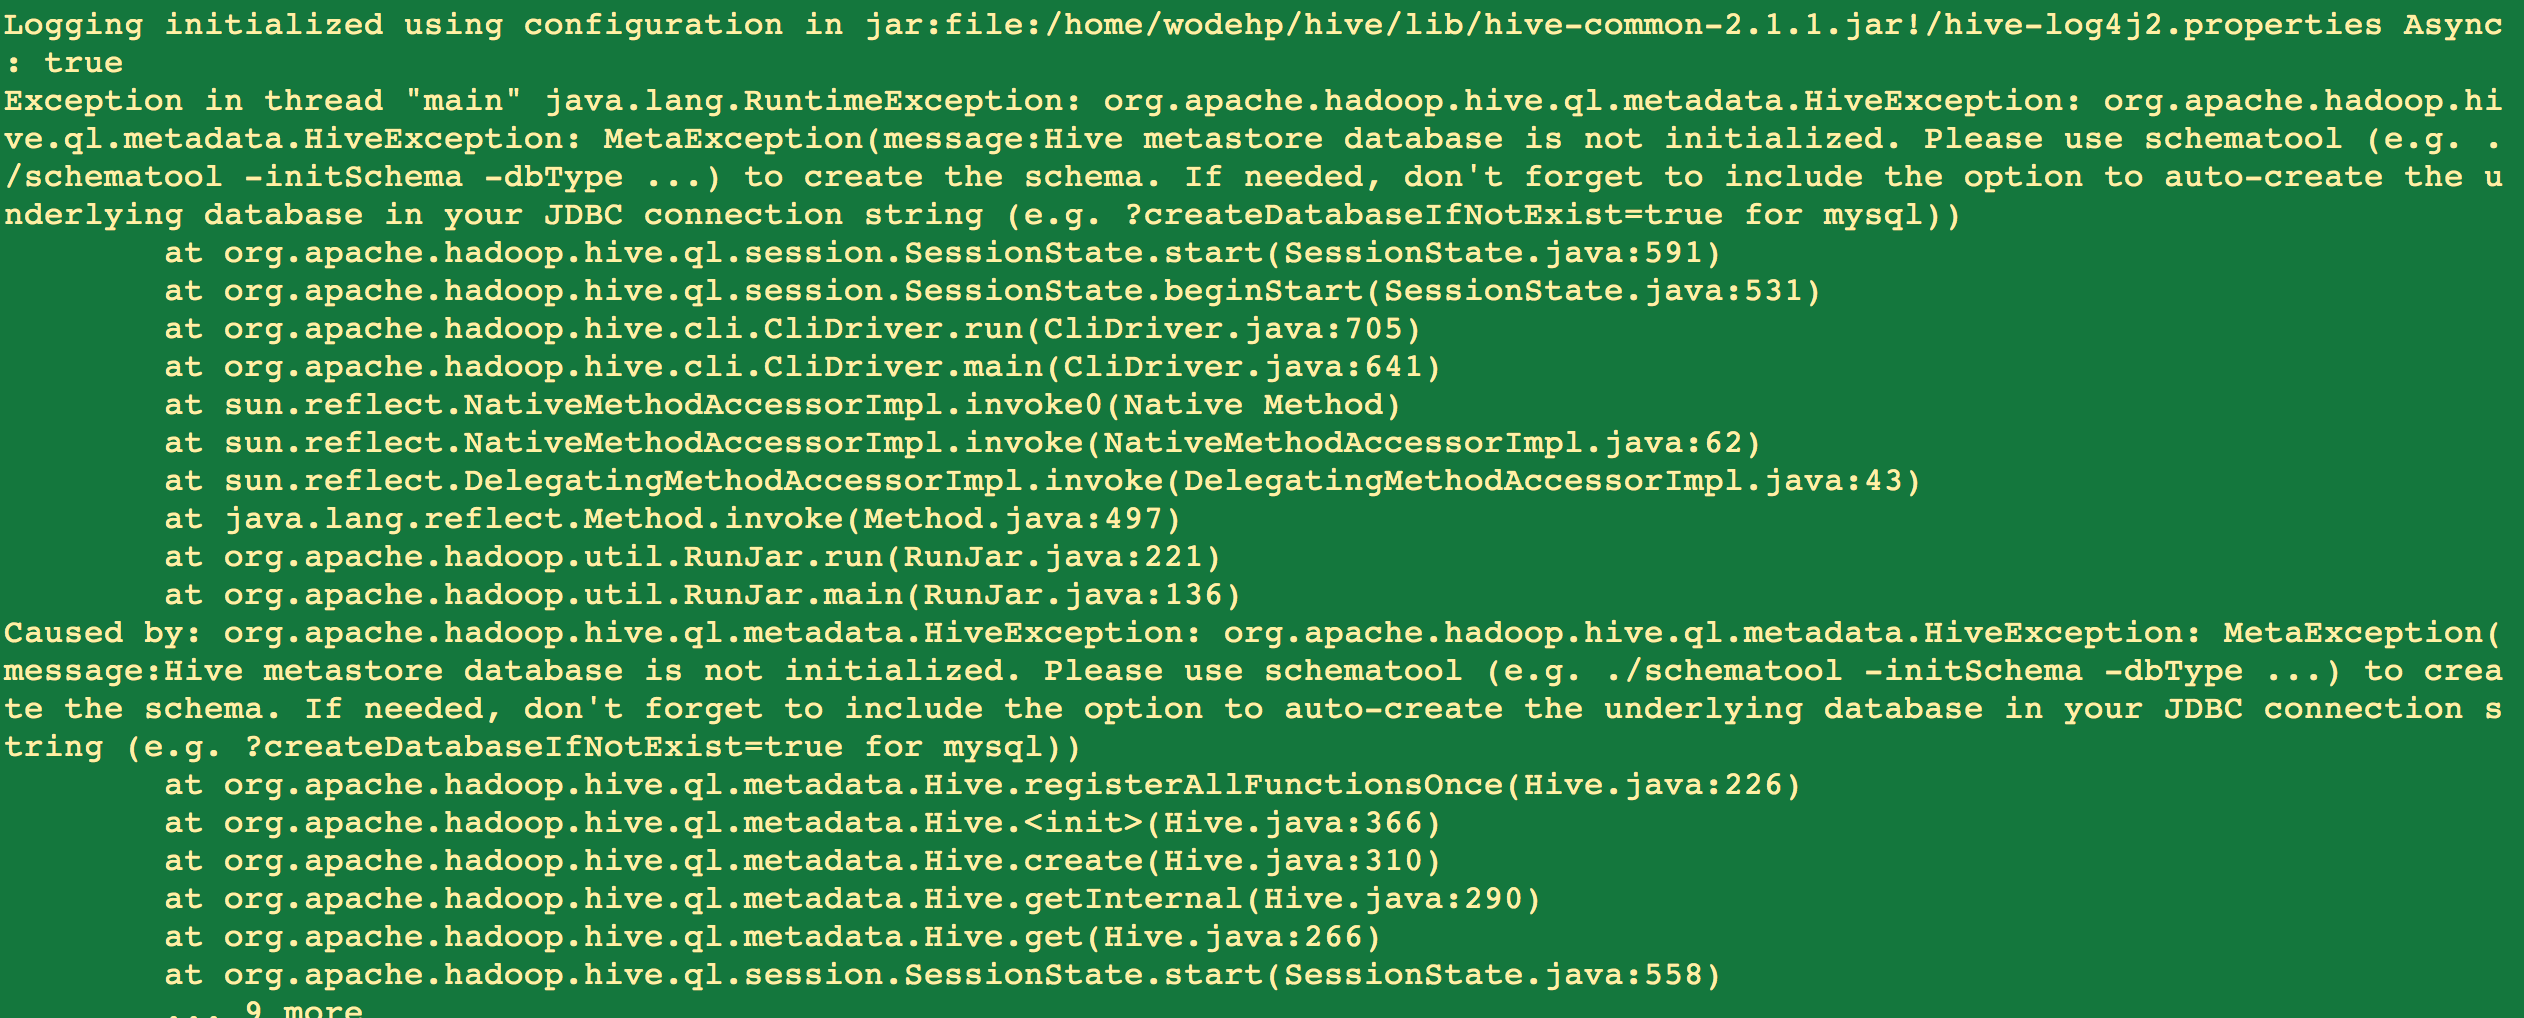 Logging initialized using configuration in jar:file:/home/wodehp/hive/lib/hive-common-2.1.1.jar!/hive-log4j2.properties Async
: true
Exception in thread "main" java.lang.RuntimeException: org.apache.hadoop.hive.ql.metadata.HiveException: org.apache.hadoop.hi
ve.ql.metadata.HiveException: MetaException(message:Hive metastore database is not initialized. Please use schematool (e.g. .
/schematool -initSchema -dbType ...) to create the schema. If needed, don't forget to include the option to auto-create the u
nderlying database in your JDBC connection string (e.g. ?createDatabaseIfNotExist=true for mysql))
        at org.apache.hadoop.hive.ql.session.SessionState.start(SessionState.java:591)
        at org.apache.hadoop.hive.ql.session.SessionState.beginStart(SessionState.java:531)
        at org.apache.hadoop.hive.cli.CliDriver.run(CliDriver.java:705)
        at org.apache.hadoop.hive.cli.CliDriver.main(CliDriver.java:641)
        at sun.reflect.NativeMethodAccessorImpl.invoke0(Native Method)
        at sun.reflect.NativeMethodAccessorImpl.invoke(NativeMethodAccessorImpl.java:62)
        at sun.reflect.DelegatingMethodAccessorImpl.invoke(DelegatingMethodAccessorImpl.java:43)
        at java.lang.reflect.Method.invoke(Method.java:497)
        at org.apache.hadoop.util.RunJar.run(RunJar.java:221)
        at org.apache.hadoop.util.RunJar.main(RunJar.java:136)
Caused by: org.apache.hadoop.hive.ql.metadata.HiveException: org.apache.hadoop.hive.ql.metadata.HiveException: MetaException(
message:Hive metastore database is not initialized. Please use schematool (e.g. ./schematool -initSchema -dbType ...) to crea
te the schema. If needed, don't forget to include the option to auto-create the underlying database in your JDBC connection s
tring (e.g. ?createDatabaseIfNotExist=true for mysql))
        at org.apache.hadoop.hive.ql.metadata.Hive.registerAllFunctionsOnce(Hive.java:226)
        at org.apache.hadoop.hive.ql.metadata.Hive.<init>(Hive.java:366)
        at org.apache.hadoop.hive.ql.metadata.Hive.create(Hive.java:310)
        at org.apache.hadoop.hive.ql.metadata.Hive.getInternal(Hive.java:290)
        at org.apache.hadoop.hive.ql.metadata.Hive.get(Hive.java:266)
        at org.apache.hadoop.hive.ql.session.SessionState.start(SessionState.java:558)
        ... 9 more